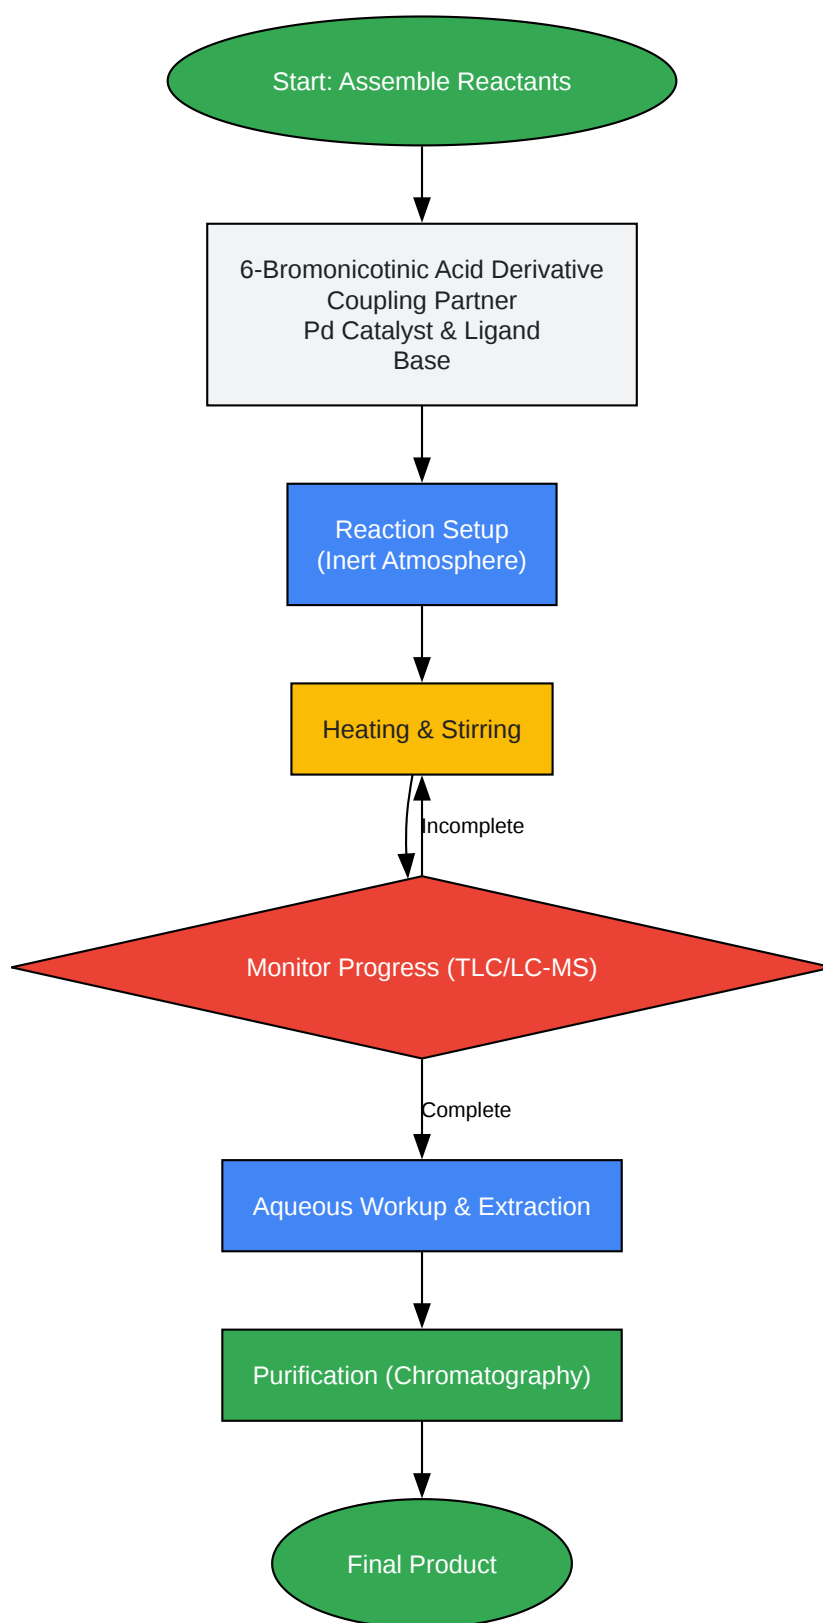 Start: Assemble Reactants
6-Bromonicotinic Acid Derivative
Coupling Partner
Pd Catalyst & Ligand
Base
Reaction Setup
(Inert Atmosphere)
Heating & Stirring
Incomplete
Monitor Progress (TLC/LC-MS)
Complete
Aqueous Workup & Extraction
Purification (Chromatography)
Final Product